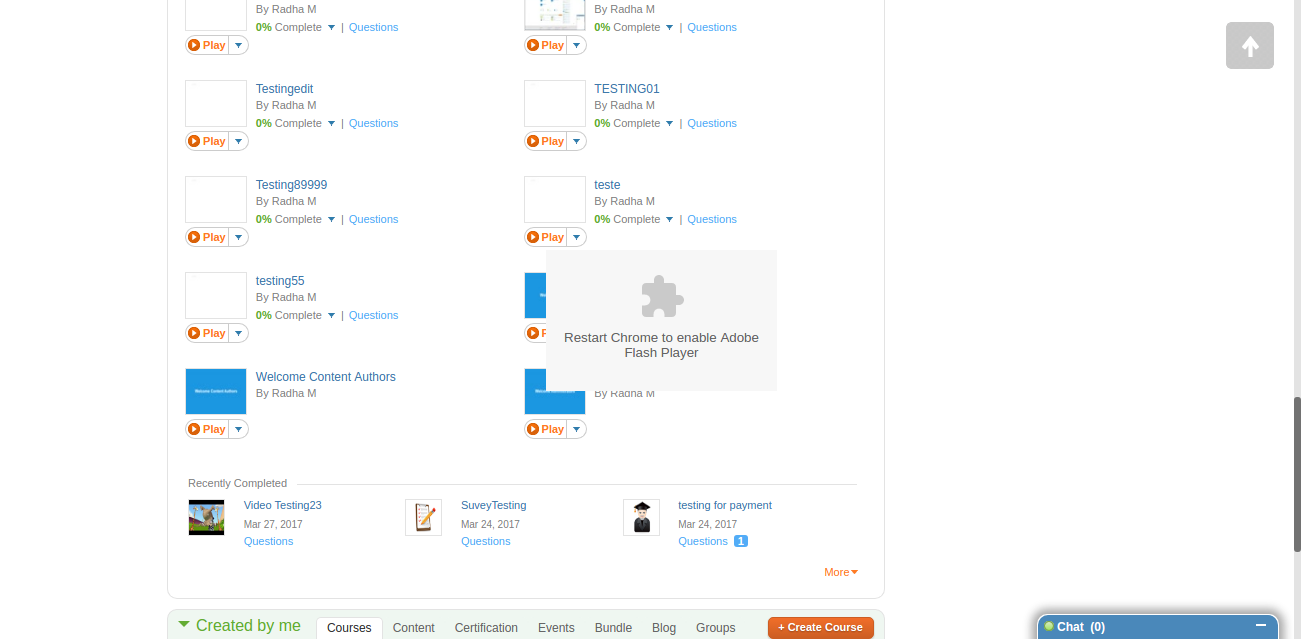 By Radha M
0% Complete | Questions
Play
By Radha M
0% Complete | Questions
Play
Testingedit
By Radha M
0% Complete | Questions
Play
TESTING01
By Radha M
0% Complete | Questions
Play
Testing89999
By Radha M
0% Complete | Questions
Play
teste
By Radha M
0% Complete | Questions
Play
testing55
By Radha M
0% Complete | Questions
Play
Restart Chrome to enable Adobe
Flash Player
Welcome Content Authors
Welcome Content Authors
By Radha M
Play
By Radha M
Play
Recently Completed
Video Testing23
Mar 27, 2017
Questions
SuveyTesting
Mar 24, 2017
Questions
testing for payment
Mar 24, 2017
Questions 1
More
Created by me Courses Content Certification Events Bundle Blog Groups + Create Course
Chat (0)